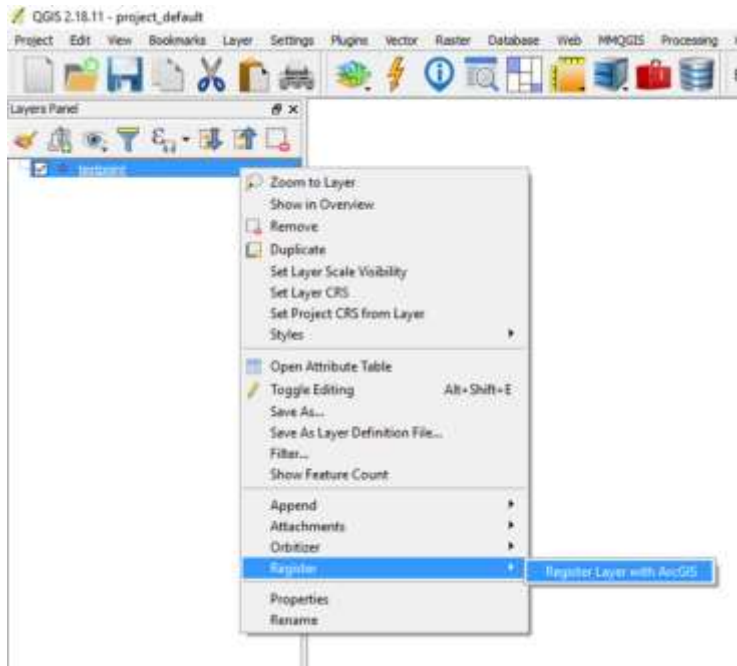 QGIS 2.18.11 - project_default
Project Edit View Bookmarks Layer Settings Plugins Vector Raster Database Web MMQGIS Processing
Layers Panel
testpoint
Zoom to Layer
Show in Overview
Remove
Duplicate
Set Layer Scale Visibility
Set Layer CRS
Set Project CRS from Layer
Styles
Open Attribute Table
Toggle Editing Alt+Shift+E
Save As...
Save As Layer Definition File...
Filter...
Show Feature Count
Append
Attachments
Orbitizer
Register
Register Layer with ArcGIS
Properties
Rename